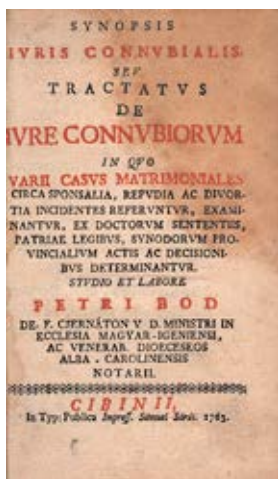 SYNOPSIS
IVRIS CONNVBIALIS.
SEV
TRACTATVS
DE
IVRE CONNVBIORVM
IN QVO
VARII CASVS MATRIMONIALES
CIRCA SPONSALIA, REPVDIA AC DIVOR-
TIA INCIDENTES REFERVNTVR, EXAMI-
NANTVR, EX DOCTORVM SENTENTIIS,
PATRIAE LEGIBVS, SYNODORVM PRO-
VINCIALIVM ACTIS AC DECISIONI-
BVS DETERMINANTVR.
STVDIO ET LABORE
PETRI BOD
DE. F. CSERNÁTON V D. MINISTRI IN
ECCLESIA MAGYAR-IGENIENSI,
AC VENERAB. DIOECESEOS
ALBA-CAROLINENSIS
NOTARII.
CIBINII,
In Typ: Publico Impress. Samuel Sárdi. 1763.